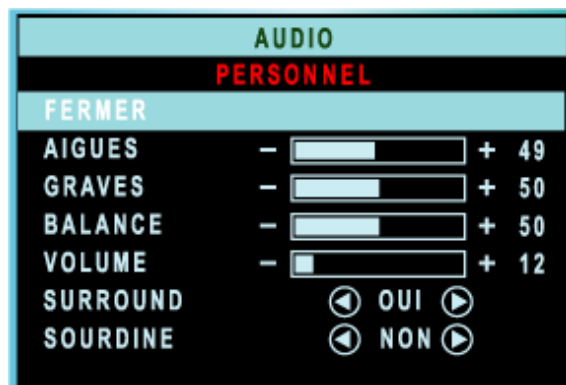 AUDIO
PERSONNEL
FERMER
AIGUES − + 49
GRAVES − + 50
BALANCE − + 50
VOLUME − + 12
SURROUND OUI
SOURDINE NON